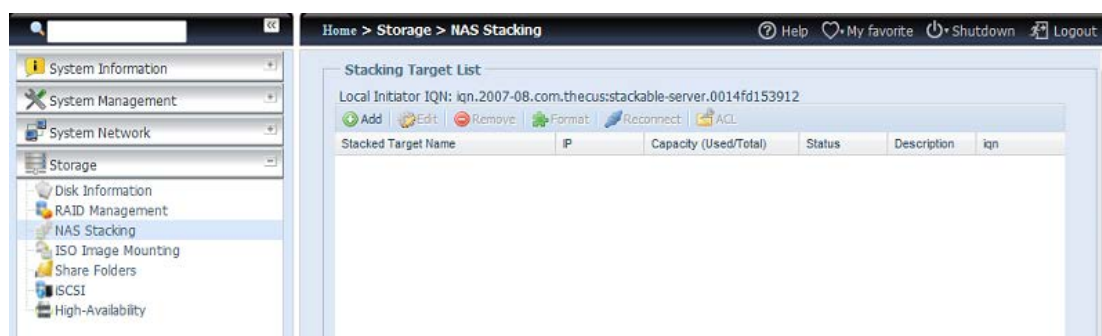 Home > Storage > NAS Stacking
Help My favorite Shutdown Logout
System Information
System Management
System Network
Storage
Disk Information
RAID Management
NAS Stacking
ISO Image Mounting
Share Folders
iSCSI
High-Availability
Stacking Target List
Local Initiator IQN: iqn.2007-08.com.thecus:stackable-server.0014fd153912
Add Edit Remove Format Reconnect ACL
Stacked Target Name IP Capacity (Used/Total) Status Description iqn